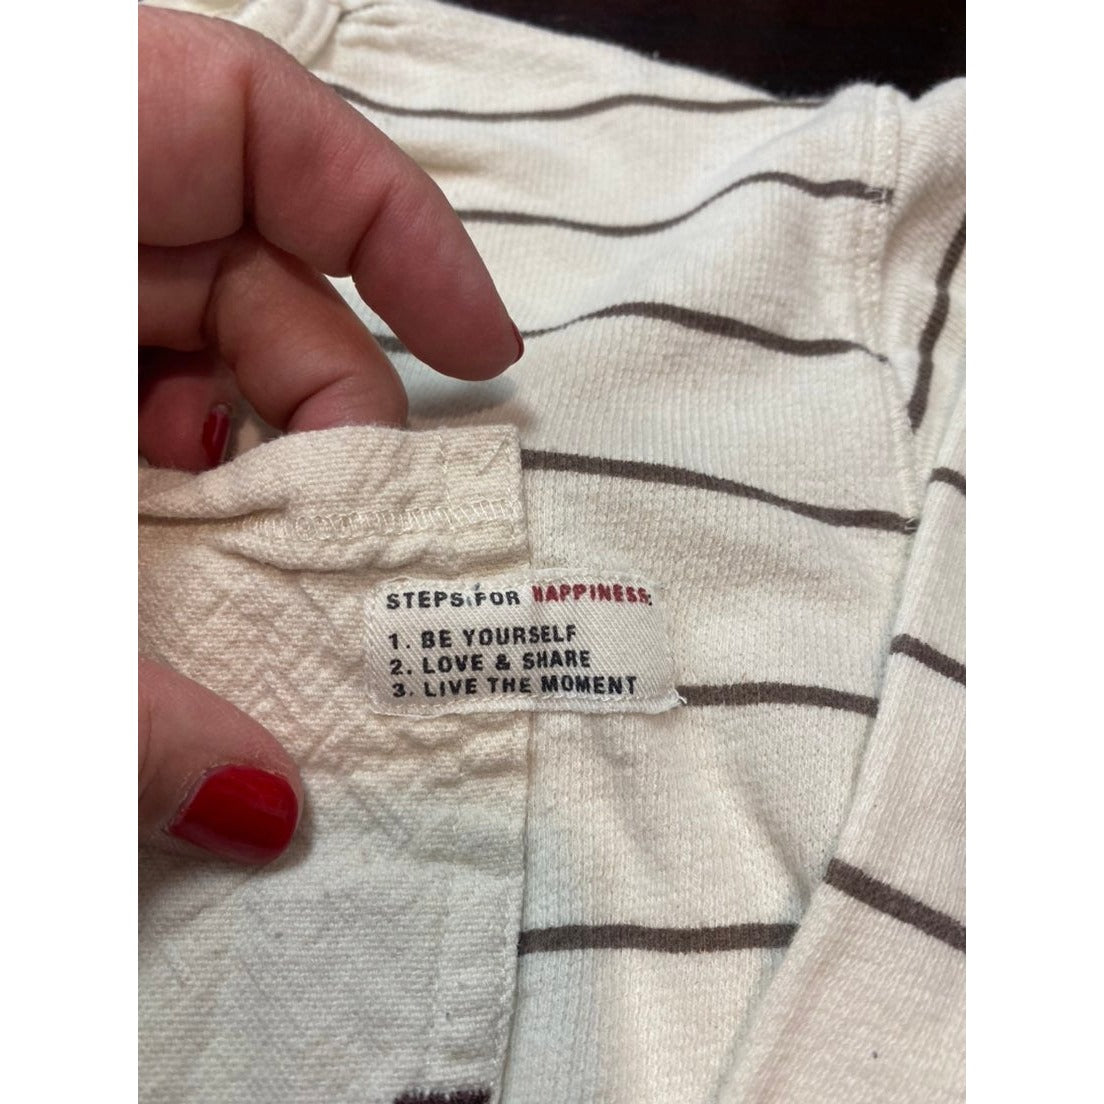 STEPS FOR HAPPINESS:
1. BE YOURSELF
2. LOVE & SHARE
3. LIVE THE MOMENT